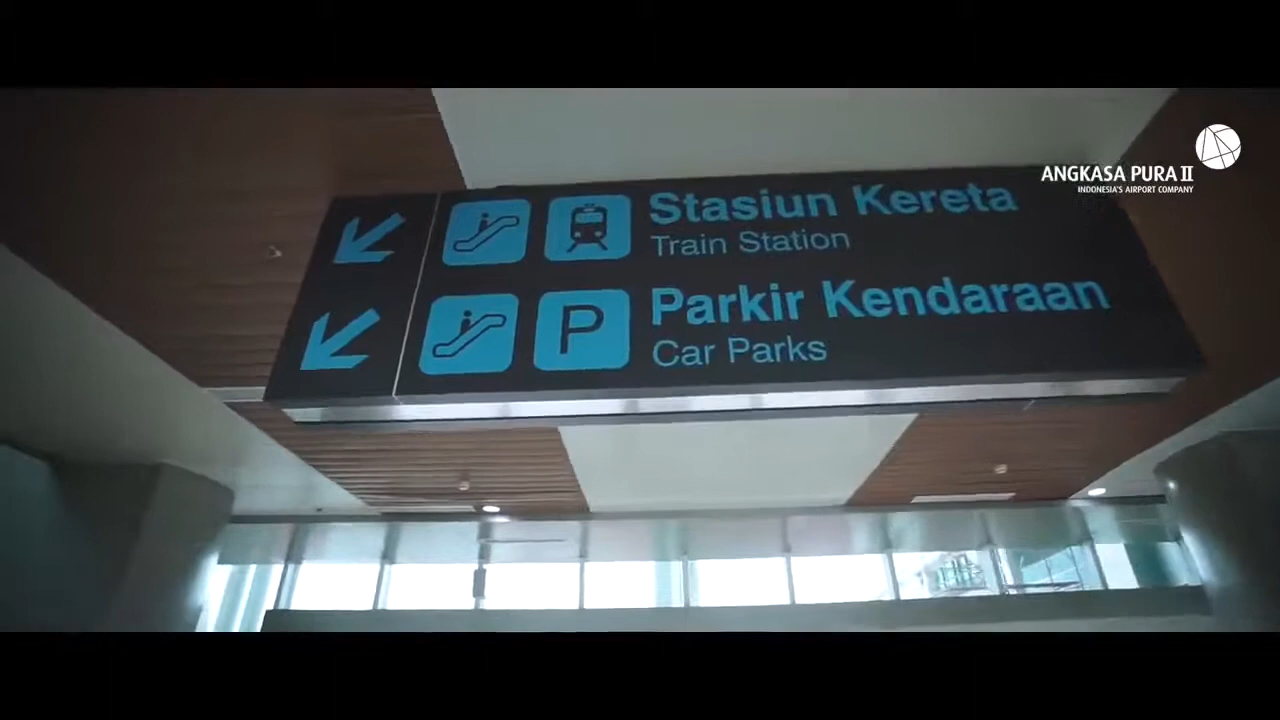 ANGKASA PURA II
INDONESIA'S AIRPORT COMPANY
Stasiun Kereta
Train Station
P Parkir Kendaraan
Car Parks